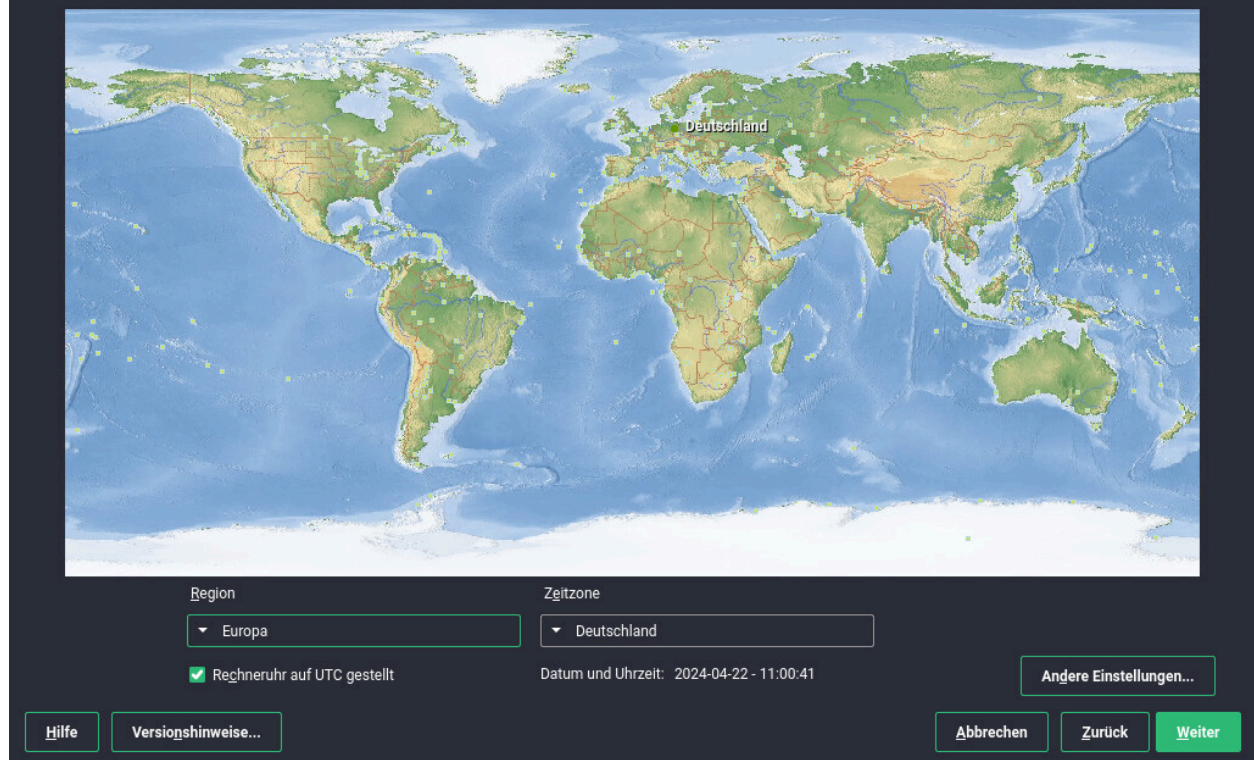 Deutschland
Region
Zeitzone
Europa
Deutschland
Rechneruhr auf UTC gestellt
Datum und Uhrzeit: 2024-04-22 - 11:00:41
Andere Einstellungen...
Hilfe
Versionshinweise...
Abbrechen
Zurück
Weiter